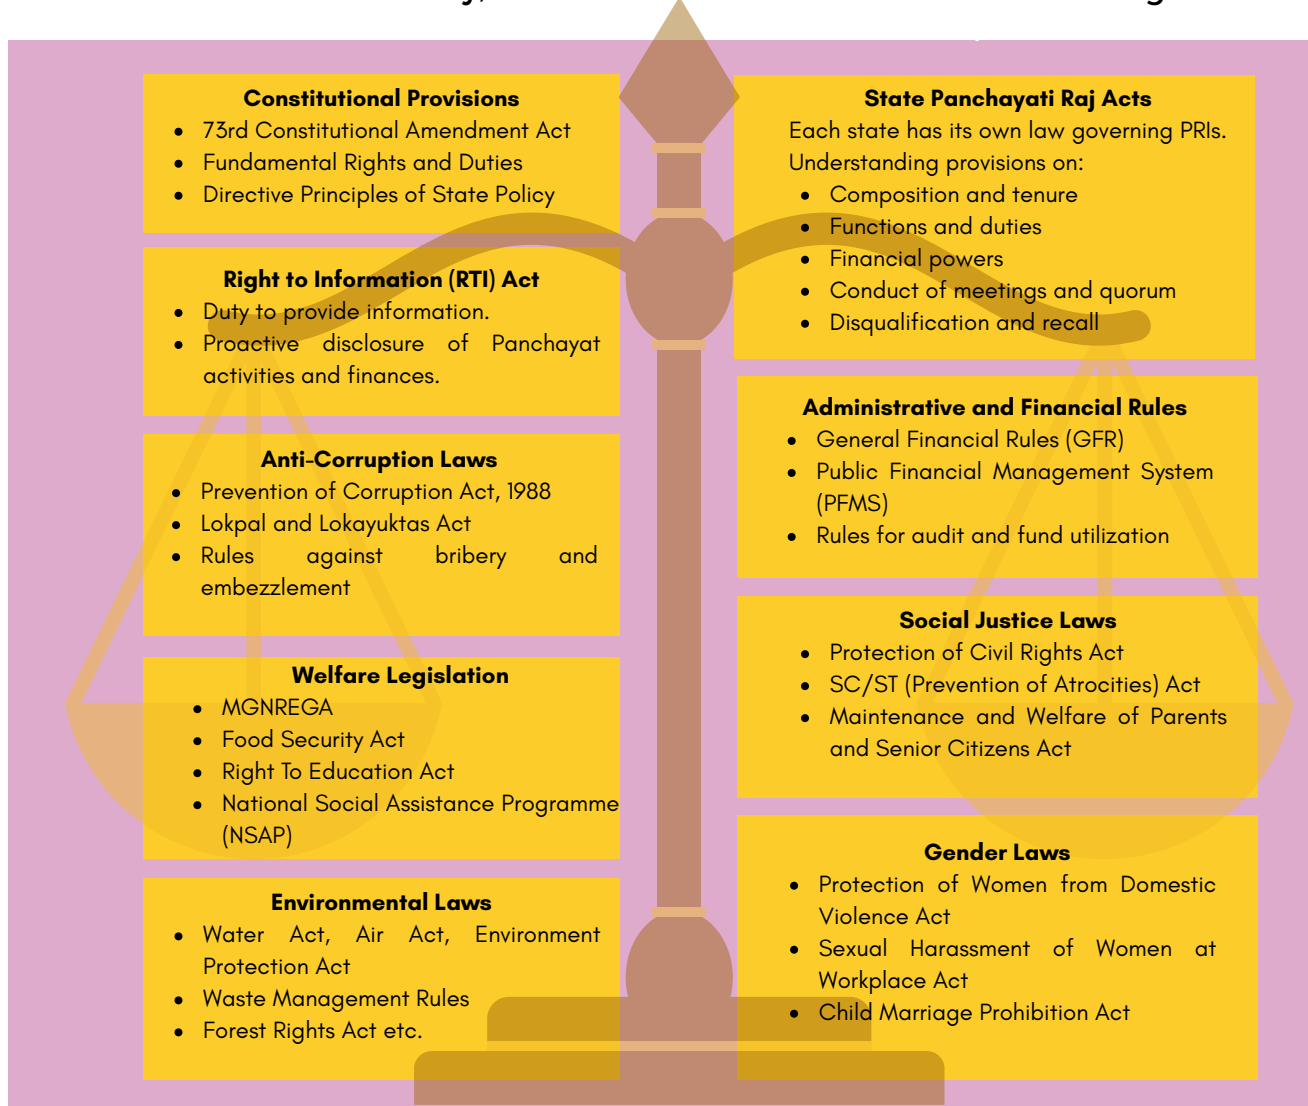 Constitutional Provisions
• 73rd Constitutional Amendment Act
• Fundamental Rights and Duties
• Directive Principles of State Policy
Right to Information (RTI) Act
• Duty to provide information.
• Proactive disclosure of Panchayat
activities and finances.
Anti-Corruption Laws
• Prevention of Corruption Act, 1988
• Lokpal and Lokayuktas Act
• Rules against bribery and
embezzlement
Welfare Legislation
• MGNREGA
• Food Security Act
• Right To Education Act
• National Social Assistance Programme
(NSAP)
Environmental Laws
• Water Act, Air Act, Environment
Protection Act
• Waste Management Rules
• Forest Rights Act etc.
State Panchayati Raj Acts
Each state has its own law governing PRIs.
Understanding provisions on:
• Composition and tenure
• Functions and duties
• Financial powers
• Conduct of meetings and quorum
• Disqualification and recall
Administrative and Financial Rules
• General Financial Rules (GFR)
• Public Financial Management System
(PFMS)
• Rules for audit and fund utilization
Social Justice Laws
• Protection of Civil Rights Act
• SC/ST (Prevention of Atrocities) Act
• Maintenance and Welfare of Parents
and Senior Citizens Act
Gender Laws
• Protection of Women from Domestic
Violence Act
• Sexual Harassment of Women at
Workplace Act
• Child Marriage Prohibition Act